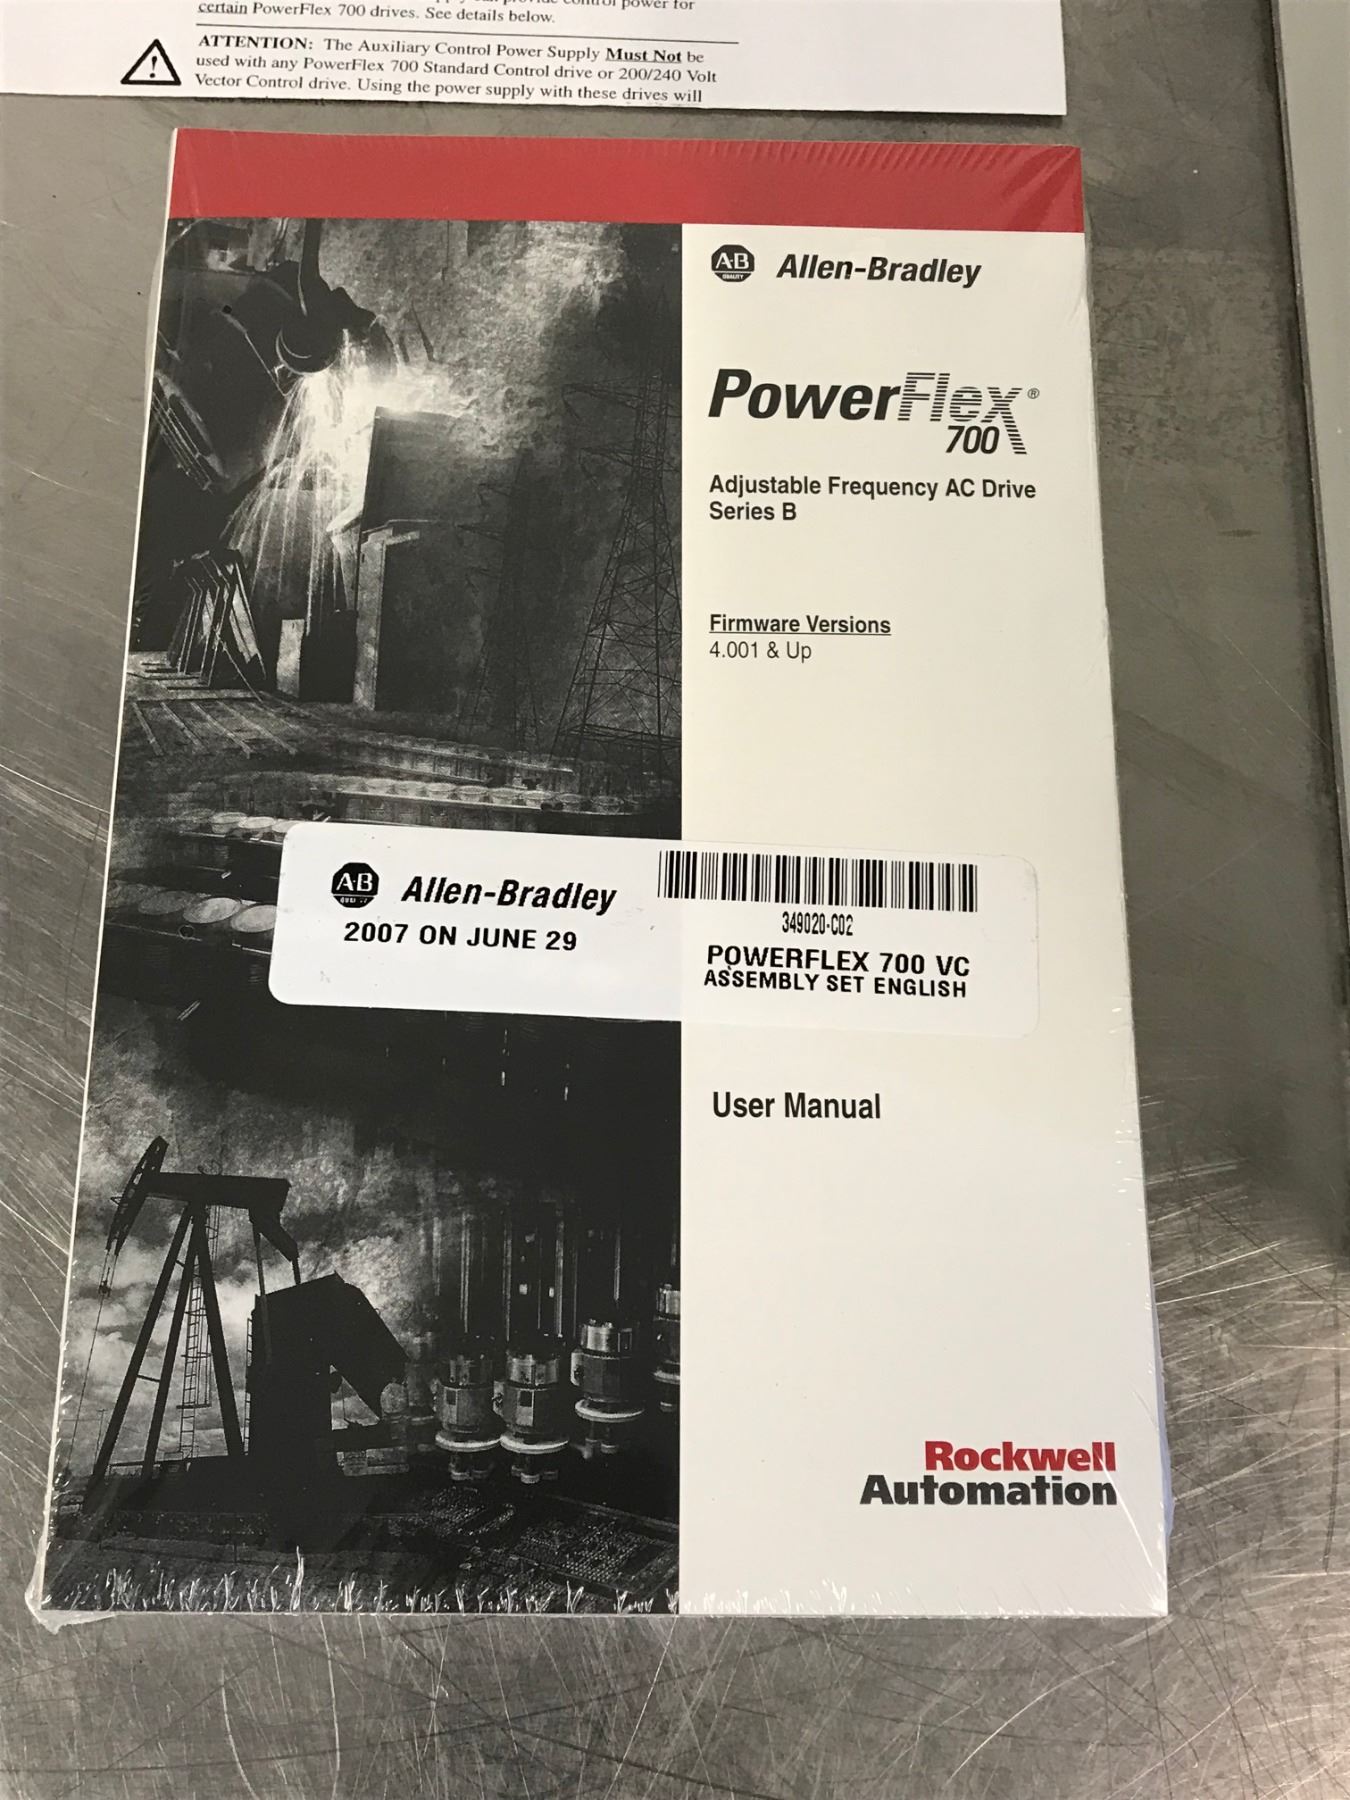 certain PowerFlex 700 drives. See details below.
ATTENTION: The Auxiliary Control Power Supply Must Not be
used with any PowerFlex 700 Standard Control drive or 200/240 Volt
Vector Control drive. Using the power supply with these drives will
A-B QUALITY Allen-Bradley
PowerFlex®
700
Adjustable Frequency AC Drive
Series B
Firmware Versions
4.001 & Up
A-B Allen-Bradley
2007 ON JUNE 29
349020-C02
POWERFLEX 700 VC
ASSEMBLY SET ENGLISH
User Manual
Rockwell
Automation